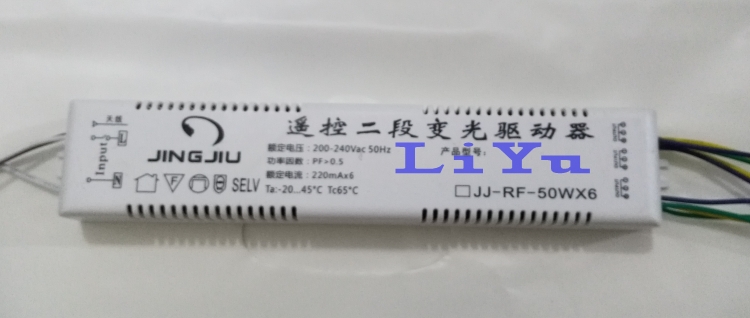 天线
L
Input
N
JINGJIU
SELV
遥控二段变光驱动器
额定电压：200-240Vac 50Hz
产品型号：
功率因数：PF>0.5
额定电流：220mAx6
Ta:-20...45℃ Tc65℃
LiYu
□JJ-RF-50WX6